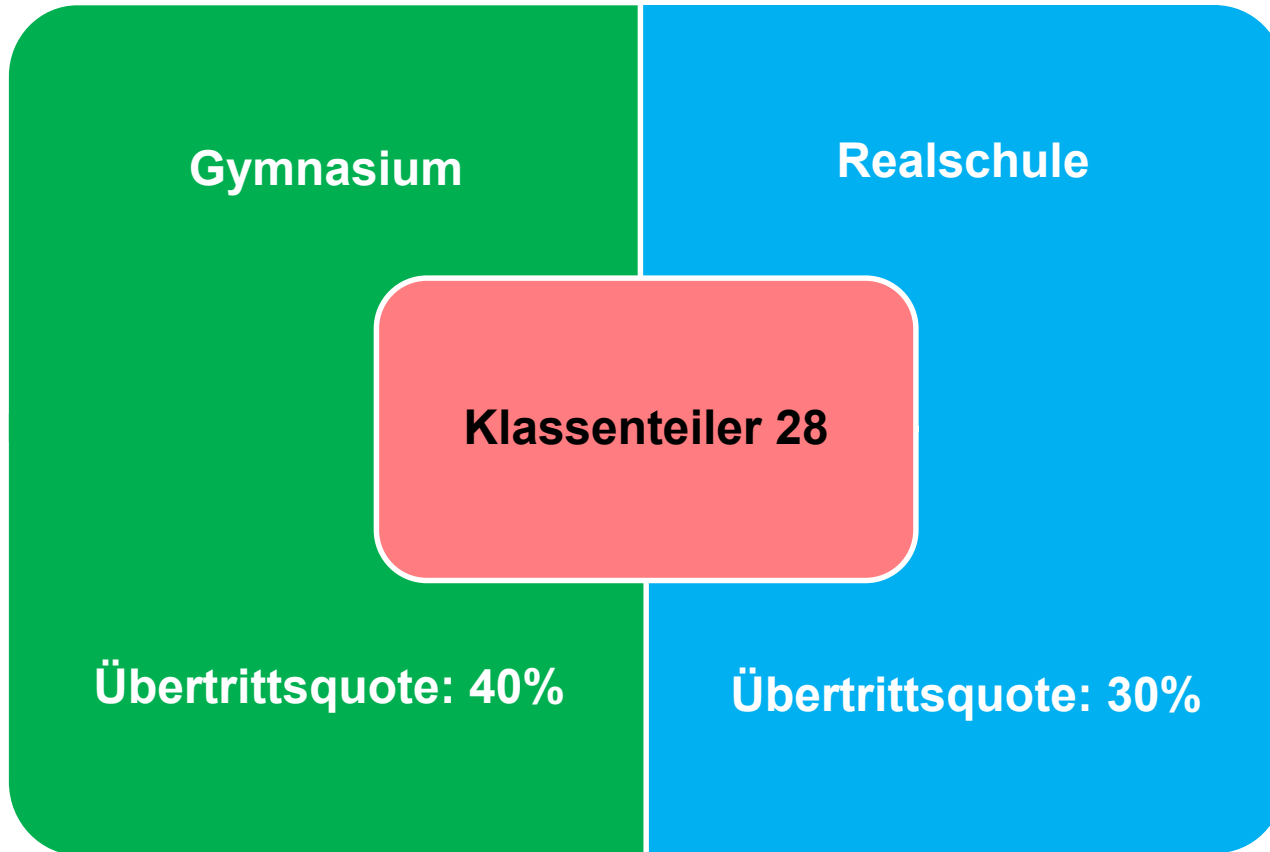 Gymnasium
Realschule
Klassenteiler 28
Übertrittsquote: 40%
Übertrittsquote: 30%